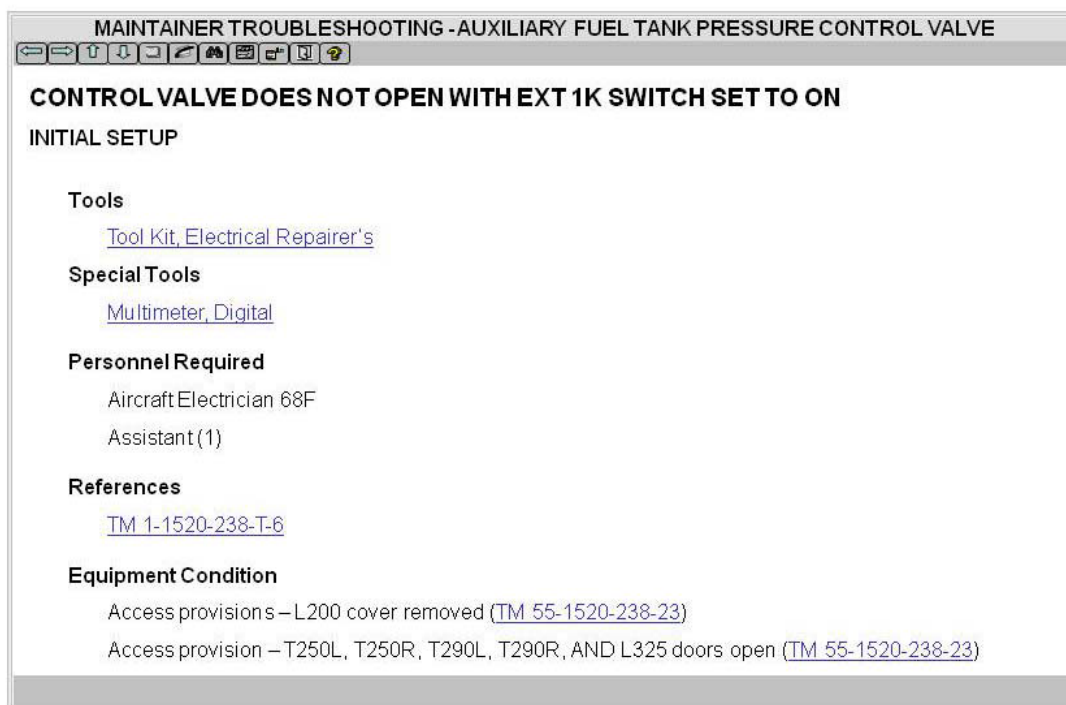 MAINTAINER TROUBLESHOOTING -AUXILIARY FUEL TANK PRESSURE CONTROL VALVE
CONTROL VALVE DOES NOT OPEN WITH EXT 1K SWITCH SET TO ON
INITIAL SETUP
Tools
Tool Kit, Electrical Repairer's
Special Tools
Multimeter, Digital
Personnel Required
Aircraft Electrician 68F
Assistant (1)
References
TM 1-1520-238-T-6
Equipment Condition
Access provisions – L200 cover removed (TM 55-1520-238-23)
Access provision – T250L, T250R, T290L, T290R, AND L325 doors open (TM 55-1520-238-23)